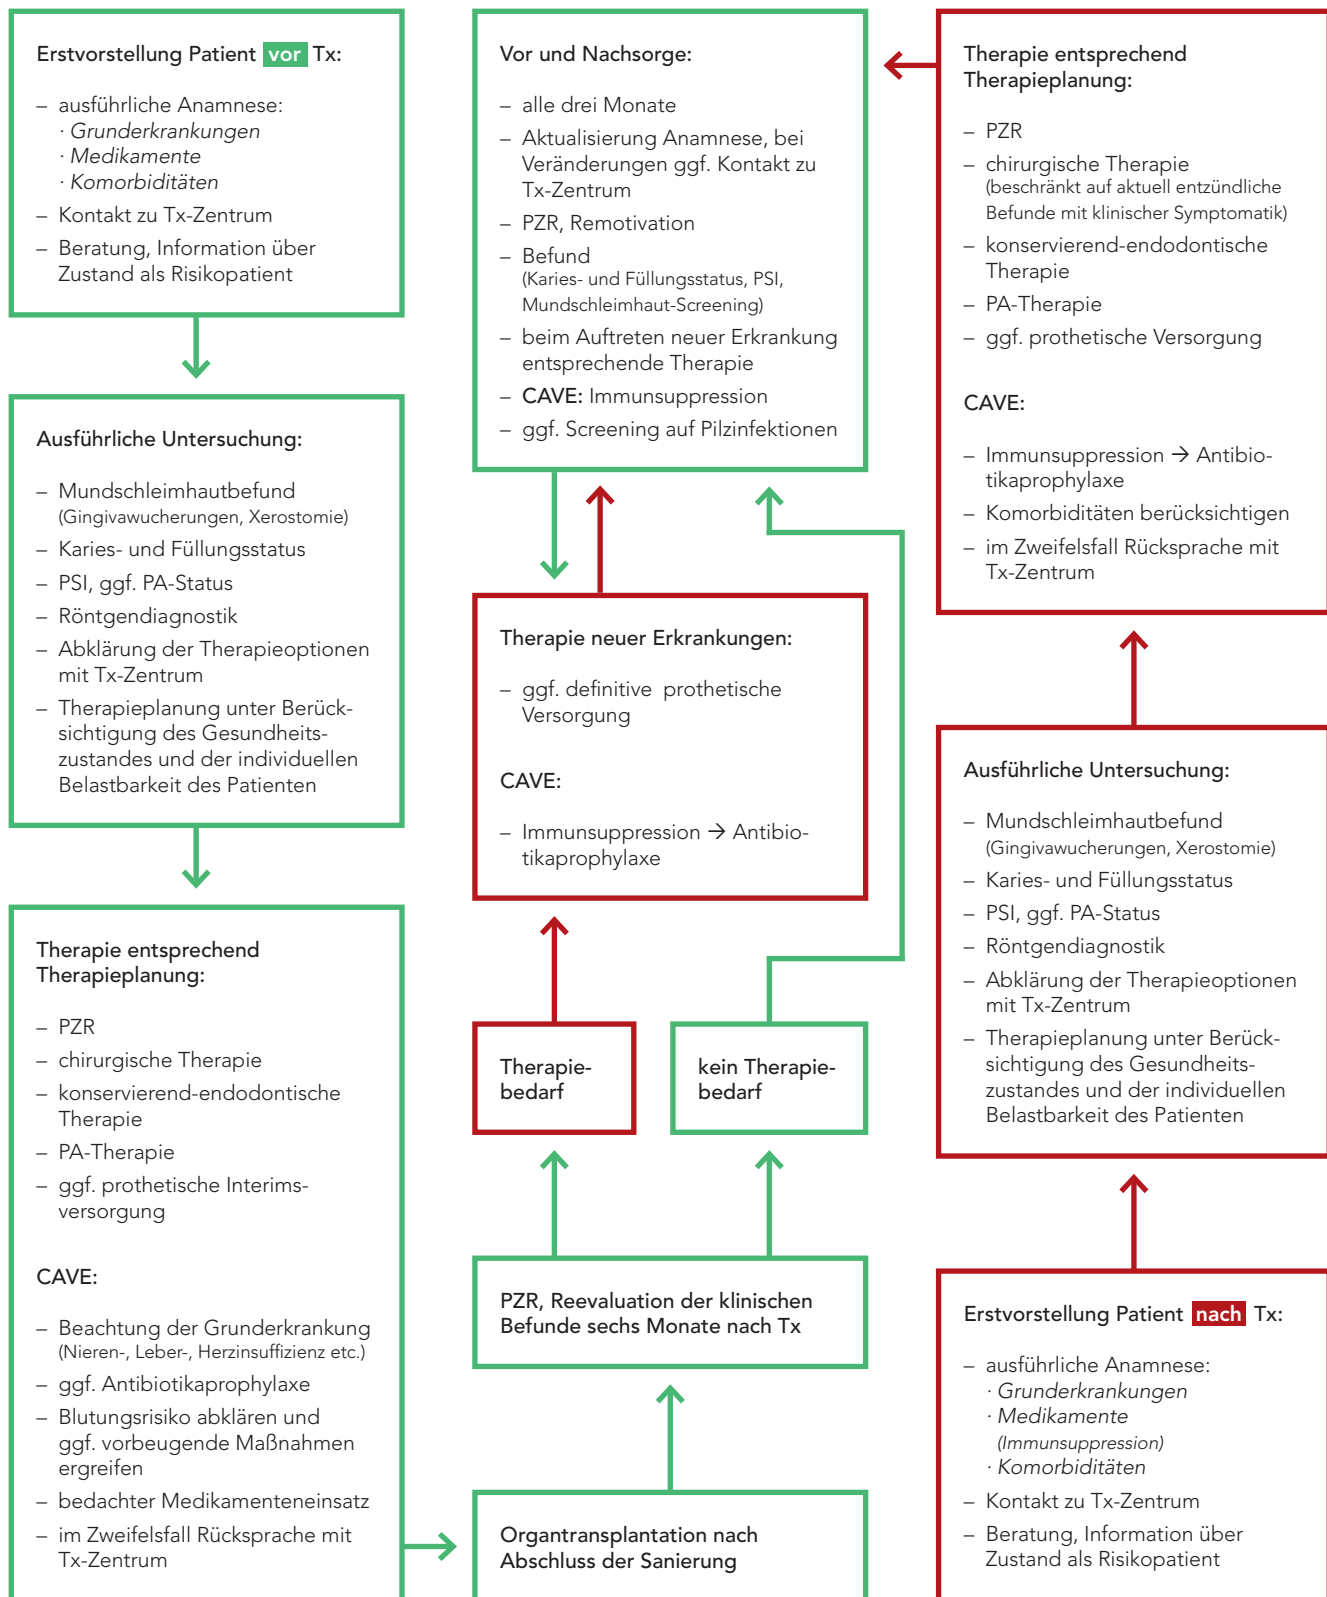 Erstvorstellung Patient vor Tx:
– ausführliche Anamnese:
· Grunderkrankungen
· Medikamente
· Komorbiditäten
– Kontakt zu Tx-Zentrum
– Beratung, Information über
Zustand als Risikopatient
Ausführliche Untersuchung:
– Mundschleimhautbefund
(Gingivawucherungen, Xerostomie)
– Karies- und Füllungsstatus
– PSI, ggf. PA-Status
– Röntgendiagnostik
– Abklärung der Therapieoptionen
mit Tx-Zentrum
– Therapieplanung unter Berück-
sichtigung des Gesundheits-
zustandes und der individuellen
Belastbarkeit des Patienten
Therapie entsprechend
Therapieplanung:
– PZR
– chirurgische Therapie
– konservierend-endodontische
Therapie
– PA-Therapie
– ggf. prothetische Interims-
versorgung
CAVE:
– Beachtung der Grunderkrankung
(Nieren-, Leber-, Herzinsuffizienz etc.)
– ggf. Antibiotikaprophylaxe
– Blutungsrisiko abklären und
ggf. vorbeugende Maßnahmen
ergreifen
– bedachter Medikamenteneinsatz
– im Zweifelsfall Rücksprache mit
Tx-Zentrum
Vor und Nachsorge:
– alle drei Monate
– Aktualisierung Anamnese, bei
Veränderungen ggf. Kontakt zu
Tx-Zentrum
– PZR, Remotivation
– Befund
(Karies- und Füllungsstatus, PSI,
Mundschleimhaut-Screening)
– beim Auftreten neuer Erkrankung
entsprechende Therapie
– CAVE: Immunsuppression
– ggf. Screening auf Pilzinfektionen
Therapie neuer Erkrankungen:
– ggf. definitive prothetische
Versorgung
CAVE:
– Immunsuppression → Antibio-
tikaprophylaxe
Therapie-
bedarf
kein Therapie-
bedarf
PZR, Reevaluation der klinischen
Befunde sechs Monate nach Tx
Organtransplantation nach
Abschluss der Sanierung
Therapie entsprechend
Therapieplanung:
– PZR
– chirurgische Therapie
(beschränkt auf aktuell entzündliche
Befunde mit klinischer Symptomatik)
– konservierend-endodontische
Therapie
– PA-Therapie
– ggf. prothetische Versorgung
CAVE:
– Immunsuppression → Antibio-
tikaprophylaxe
– Komorbiditäten berücksichtigen
– im Zweifelsfall Rücksprache mit
Tx-Zentrum
Ausführliche Untersuchung:
– Mundschleimhautbefund
(Gingivawucherungen, Xerostomie)
– Karies- und Füllungsstatus
– PSI, ggf. PA-Status
– Röntgendiagnostik
– Abklärung der Therapieoptionen
mit Tx-Zentrum
– Therapieplanung unter Berück-
sichtigung des Gesundheits-
zustandes und der individuellen
Belastbarkeit des Patienten
Erstvorstellung Patient nach Tx:
– ausführliche Anamnese:
· Grunderkrankungen
· Medikamente
(Immunsuppression)
· Komorbiditäten
– Kontakt zu Tx-Zentrum
– Beratung, Information über
Zustand als Risikopatient